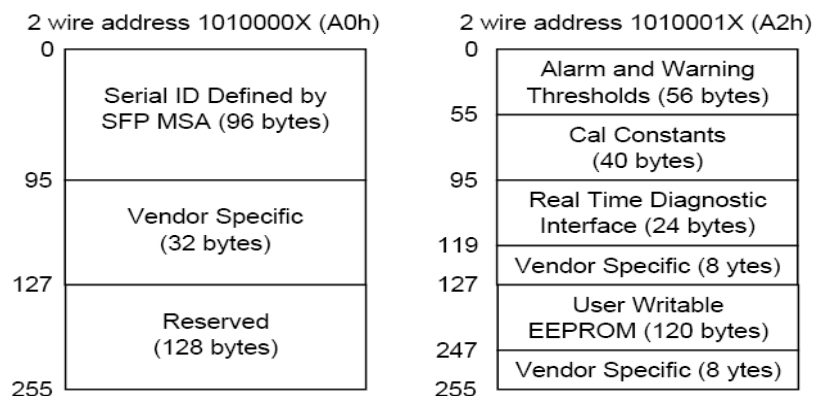 2 wire address 1010000X (A0h)
0
Serial ID Defined by
SFP MSA (96 bytes)
95
Vendor Specific
(32 bytes)
127
Reserved
(128 bytes)
255
2 wire address 1010001X (A2h)
0
Alarm and Warning
Thresholds (56 bytes)
55
Cal Constants
(40 bytes)
95
Real Time Diagnostic
Interface (24 bytes)
119
Vendor Specific (8 ytes)
127
User Writable
EEPROM (120 bytes)
247
Vendor Specific (8 ytes)
255